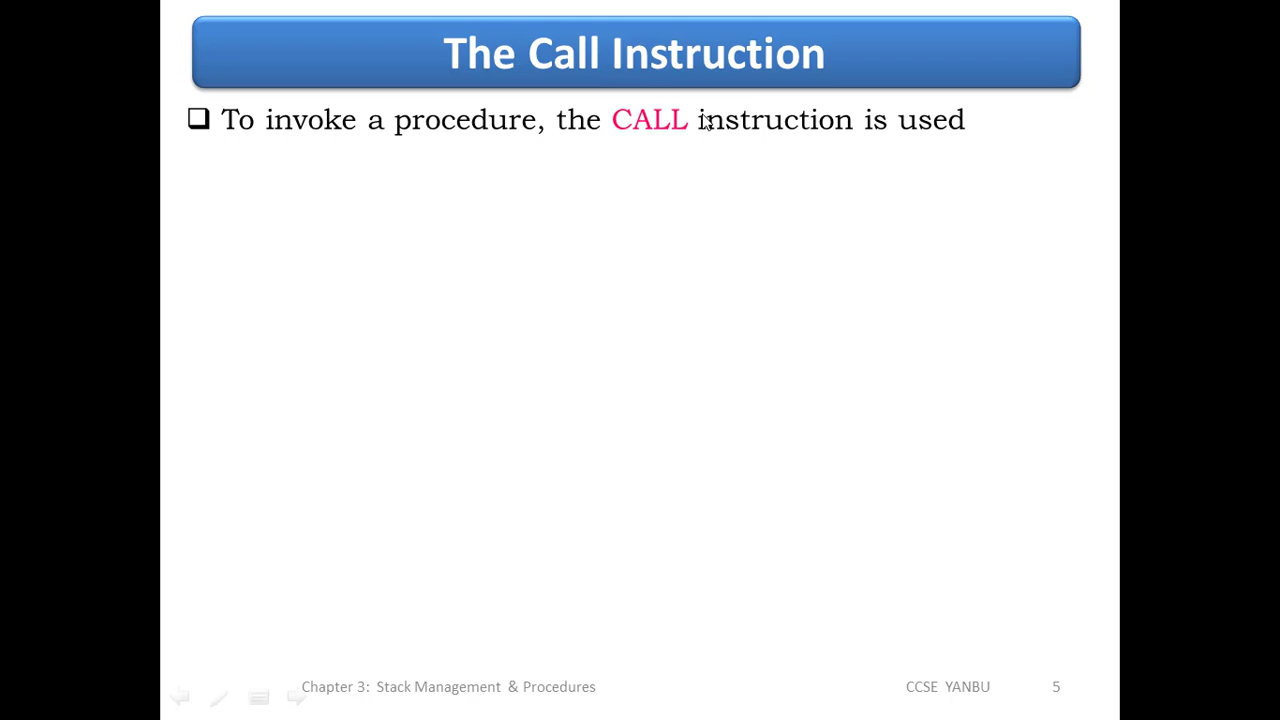 The Call Instruction
To invoke a procedure, the CALL instruction is used
Chapter 3: Stack Management & Procedures CCSE YANBU 5